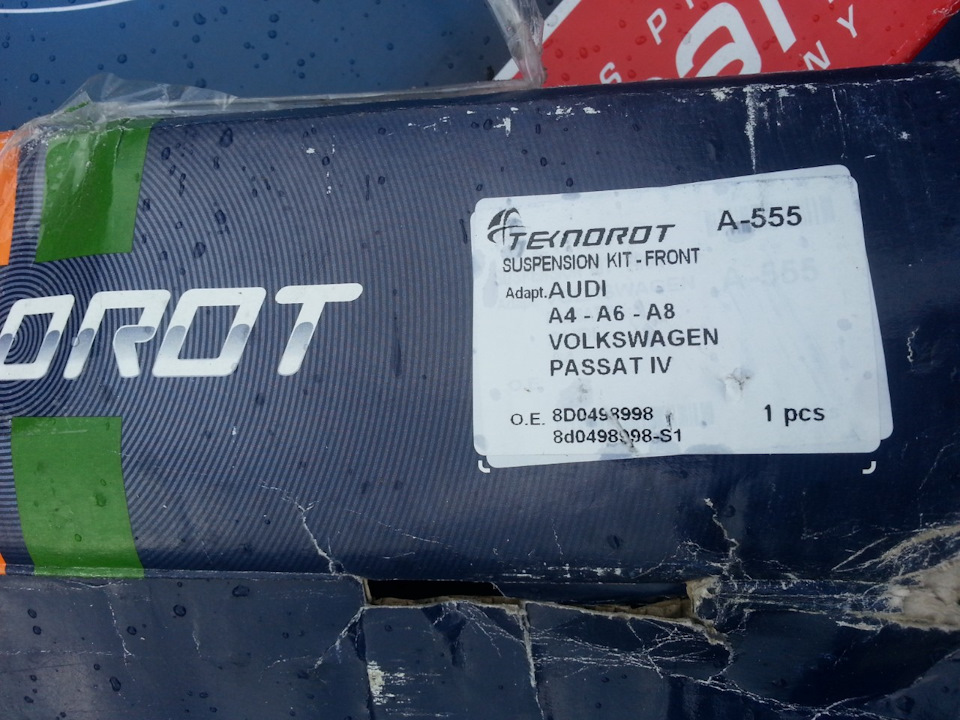 TEKNOROT A-555
SUSPENSION KIT - FRONT
Adapt. AUDI
A4 - A6 - A8
VOLKSWAGEN
PASSAT IV
O.E. 8D0498998 1 pcs
8d0498998-S1
OROT